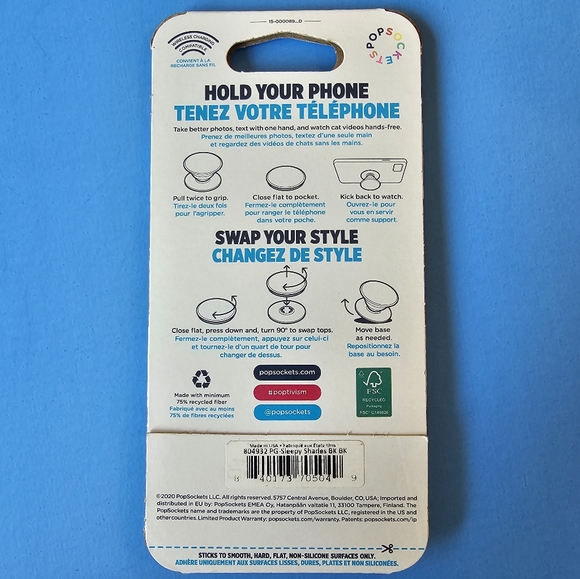 15-000089_D
WIRELESS CHARGING
COMPATIBLE
CONVIENT À LA
RECHARGE SANS FIL
POPSOCKETS
HOLD YOUR PHONE
TENEZ VOTRE TÉLÉPHONE
Take better photos, text with one hand, and watch cat videos hands-free.
Prenez de meilleures photos, textez d'une seule main
et regardez des vidéos de chats sans les mains.
Pull twice to grip.
Tirez-le deux fois
pour l'agripper.
Close flat to pocket.
Fermez-le complètement
pour ranger le téléphone
dans votre poche.
Kick back to watch.
Ouvrez-le pour
vous en servir
comme support.
SWAP YOUR STYLE
CHANGEZ DE STYLE
Close flat, press down and, turn 90° to swap tops.
Fermez-le complètement, appuyez sur celui-ci
et tournez-le d'un quart de tour pour
changer de dessus.
Move base
as needed.
Repositionnez la
base au besoin.
Made with minimum
75% recycled fiber
Fabriqué avec au moins
75% de fibres recyclées
popsockets.com
#poptivism
@popsockets
FSC
RECYCLED
Packaging
Made in USA • Fabriqué aux États-Unis
804932 PG-Sleepy Shades BK BK
8 40173 70504 9
©2020 PopSockets LLC. All rights reserved. 5757 Central Avenue, Boulder, CO, USA; Imported and
distributed in EU by: PopSockets EMEA Oy, Hatanpään valtatie 11, 33100 Tampere, Finland. The
PopSockets name and trademarks are the property of PopSockets LLC, registered in the US and
other countries. Limited Product Warranty: popsockets.com/warranty. Patents: popsockets.com/ip
STICKS TO SMOOTH, HARD, FLAT, NON-SILICONE SURFACES ONLY.
ADHÈRE UNIQUEMENT AUX SURFACES LISSES, DURES, PLATES ET NON SILICONÉES.